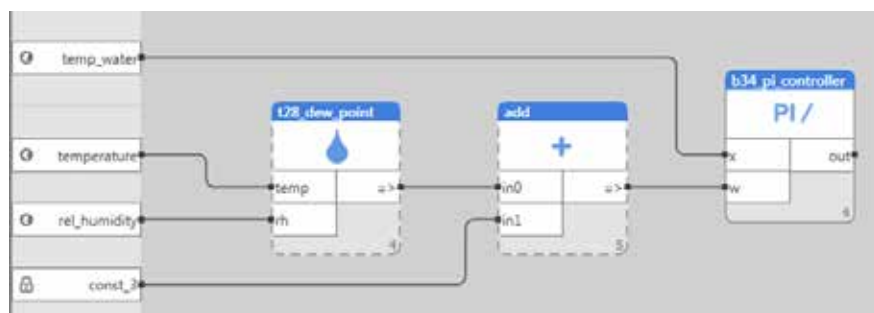 temp_water
temperature
rel_humidity
const_3
t28_dew_point
temp =>
rh
4
add
+
in0 =>
in1
5
b34_pi_controller
PI /
x out
w
6